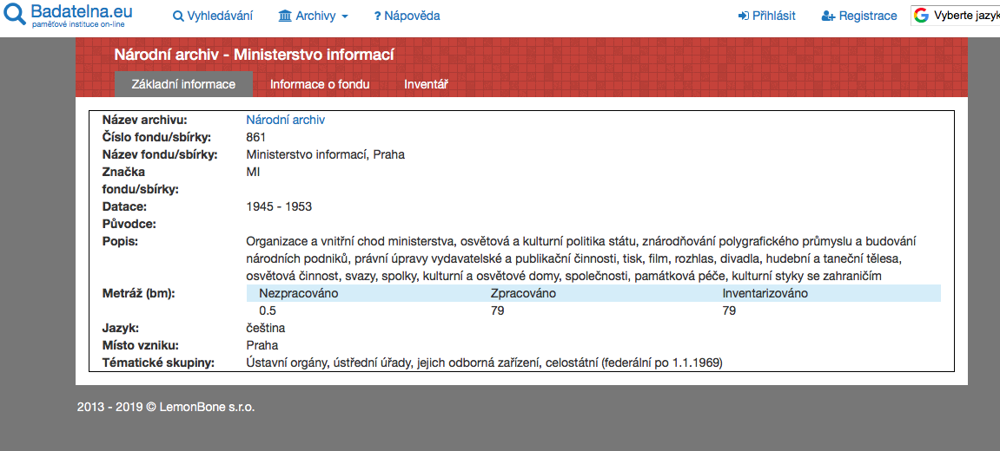 Badatelna.eu
paměťové instituce on-line
Vyhledávání
Archivy
? Nápověda
Přihlásit
Registrace
Vyberte jazyk
Národní archiv - Ministerstvo informací
Základní informace
Informace o fondu
Inventář
Název archivu: Národní archiv
Číslo fondu/sbírky: 861
Název fondu/sbírky: Ministerstvo informací, Praha
Značka MI
fondu/sbírky:
Datace: 1945 - 1953
Původce:
Popis: Organizace a vnitřní chod ministerstva, osvětová a kulturní politika státu, znárodňování polygrafického průmyslu a budování
národních podniků, právní úpravy vydavatelské a publikační činnosti, tisk, film, rozhlas, divadla, hudební a taneční tělesa,
osvětová činnost, svazy, spolky, kulturní a osvětové domy, společnosti, památková péče, kulturní styky se zahraničím
Metráž (bm): Nezpracováno Zpracováno Inventarizováno
0.5 79 79
Jazyk: čeština
Místo vzniku: Praha
Tématické skupiny: Ústavní orgány, ústřední úřady, jejich odborná zařízení, celostátní (federální po 1.1.1969)
2013 - 2019 © LemonBone s.r.o.